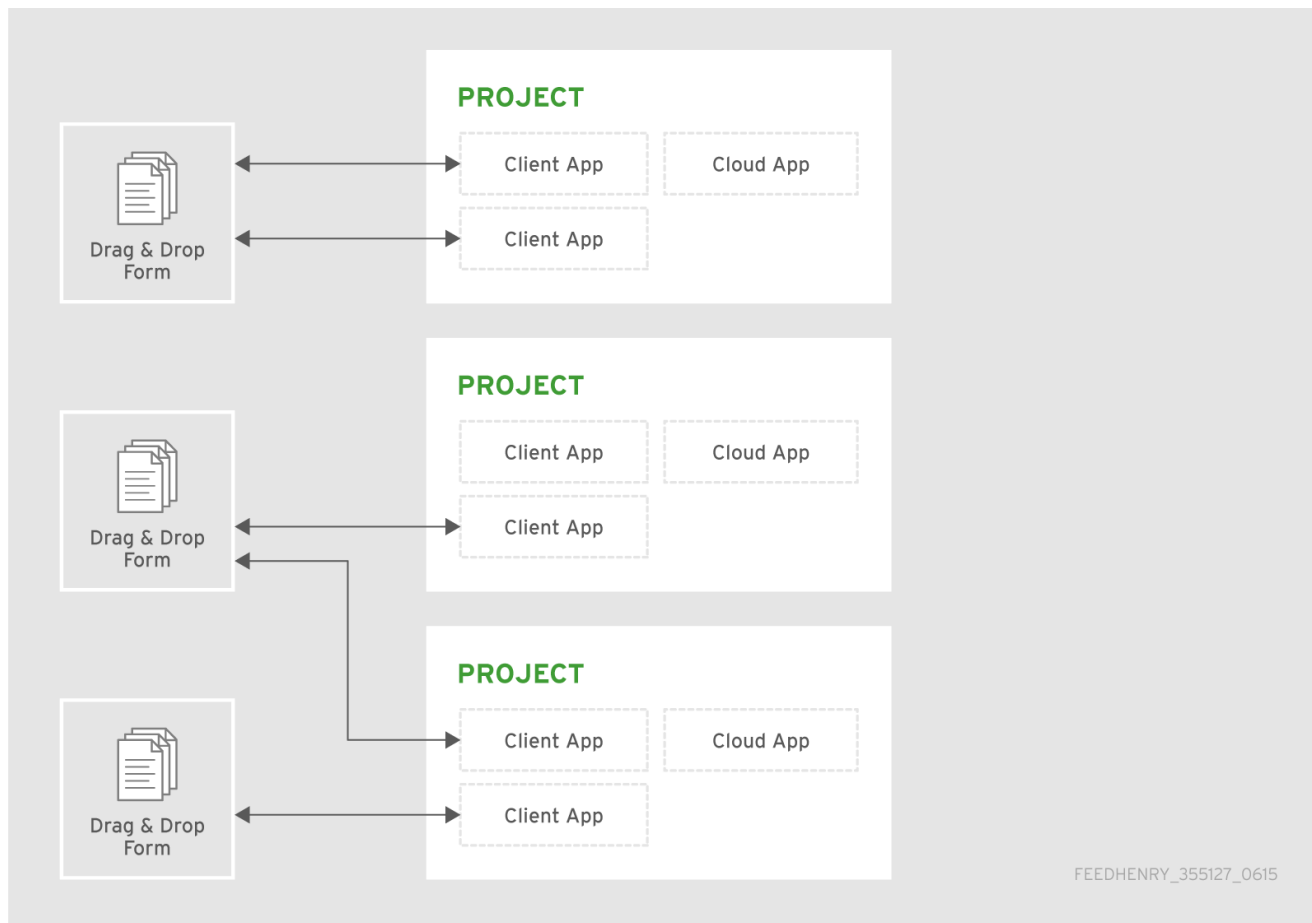 PROJECT
Client App
Cloud App
Client App
Drag & Drop
Form
PROJECT
Client App
Cloud App
Client App
Drag & Drop
Form
PROJECT
Client App
Cloud App
Client App
Drag & Drop
Form
FEEDHENRY_355127_0615